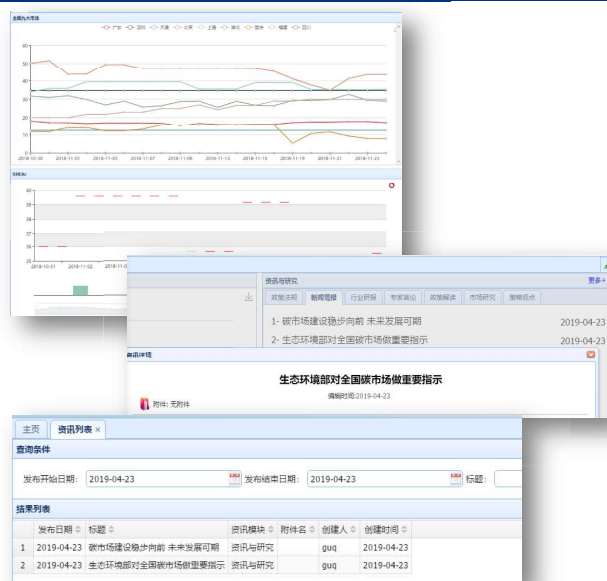 全国九大市场
广东 深圳 天津 北京 上海 湖北 重庆 福建 四川
60
50
40
30
20
10
0
2018-10-30 2018-11-01 2018-11-05 2018-11-07 2018-11-09 2018-11-13 2018-11-15 2018-11-19 2018-11-21 2018-11-23
SHEAc
40
39
38
37
36
35
2018-10-31 2018-11-02 2018-11-0
资讯与研究 更多+
政策法规 新闻简报 行业研报 专家言论 政策解读 市场研究 策略观点
1- 碳市场建设稳步向前 未来发展可期 2019-04-23
2- 生态环境部对全国碳市场做重要指示 2019-04-23
资讯详情
生态环境部对全国碳市场做重要指示
编辑时间:2019-04-23
附件: 无附件
主页 资讯列表 ×
查询条件
发布开始日期: 2019-04-23 发布结束日期: 2019-04-23 标题:
结果列表
发布日期 标题 资讯模块 附件名 创建人 创建时间
1 2019-04-23 碳市场建设稳步向前 未来发展可期 资讯与研究 guq 2019-04-23
2 2019-04-23 生态环境部对全国碳市场做重要指示 资讯与研究 guq 2019-04-23